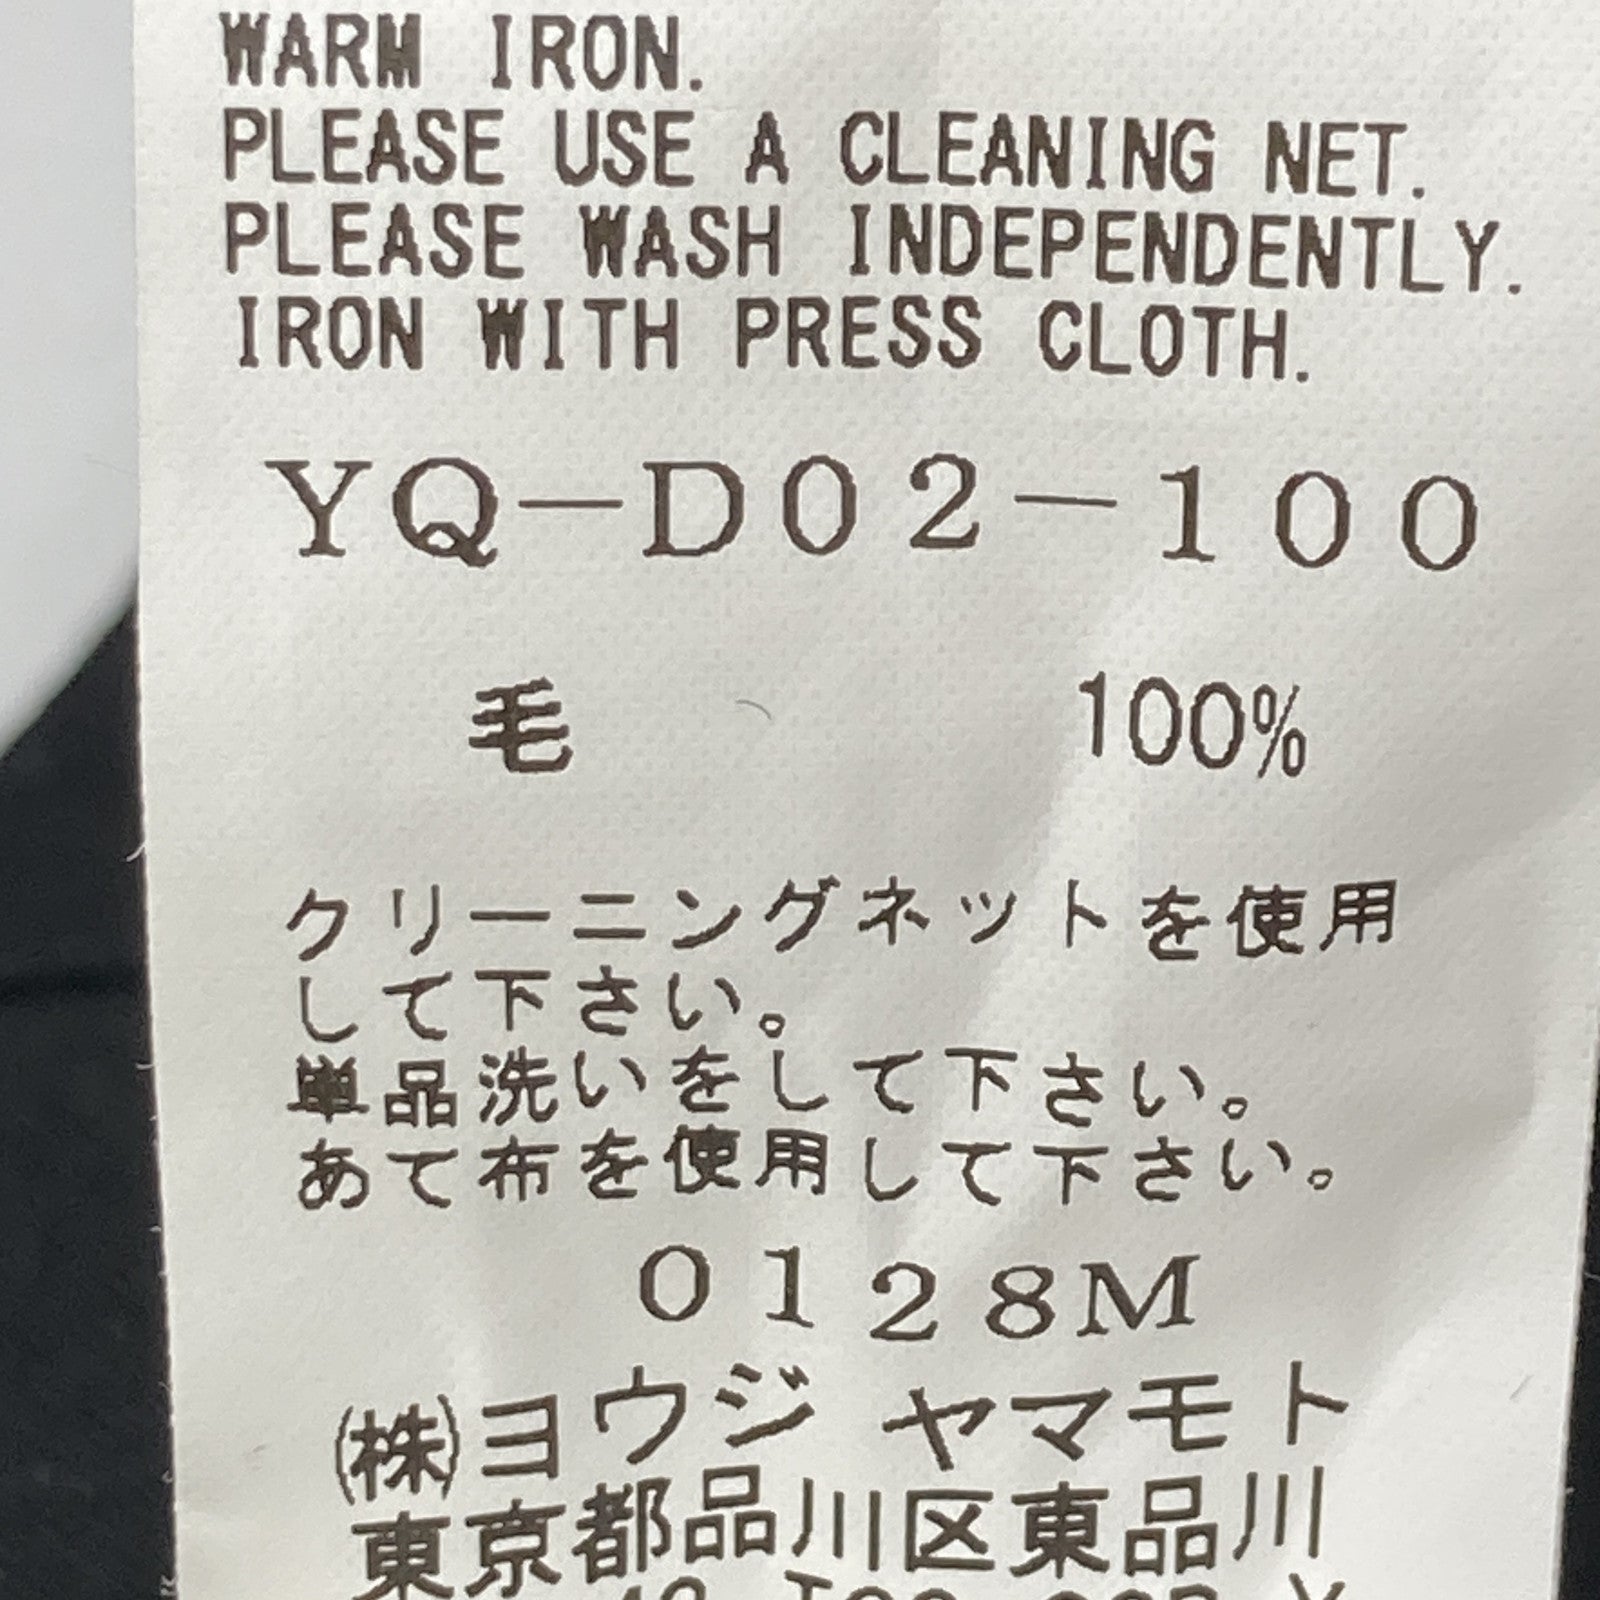 WARM IRON.
PLEASE USE A CLEANING NET.
PLEASE WASH INDEPENDENTLY.
IRON WITH PRESS CLOTH.
YQ-D02-100
毛 100%
クリーニングネットを使用
して下さい。
単品洗いをして下さい。
あて布を使用して下さい。
0128M
(株)ヨウジ ヤマモト
東京都品川区東品川